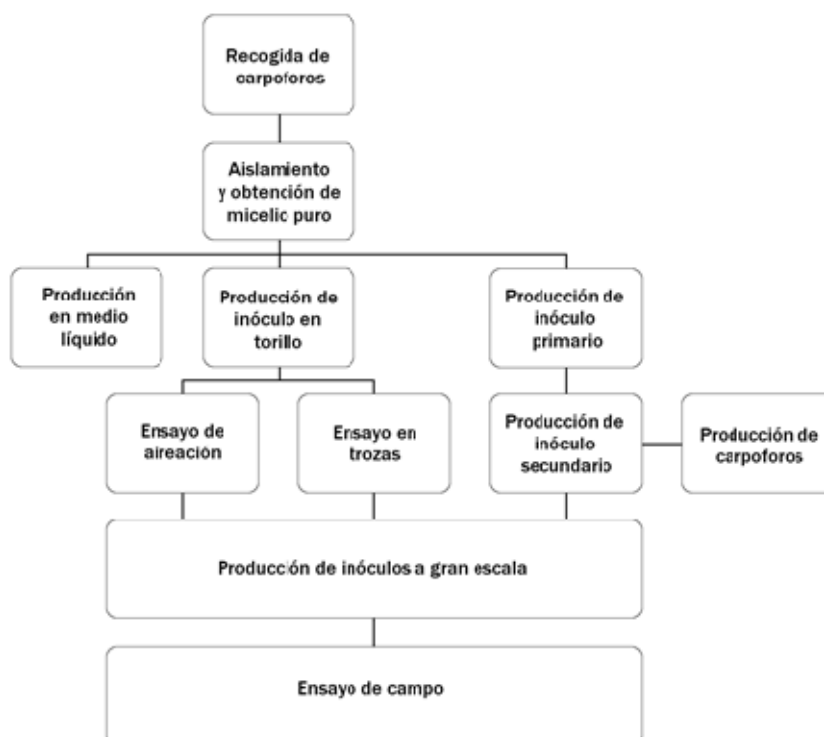 Recogida de
carpoforos
Aislamiento
y obtención de
micelic puro
Producción
en medio
líquido
Producción de
inóculo en
torillo
Producción de
inóculo
primario
Ensayo de
aireación
Ensayo en
trozas
Producción de
inóculo
secundario
Producción de
carpoforos
Producción de inóculos a gran escala
Ensayo de campo